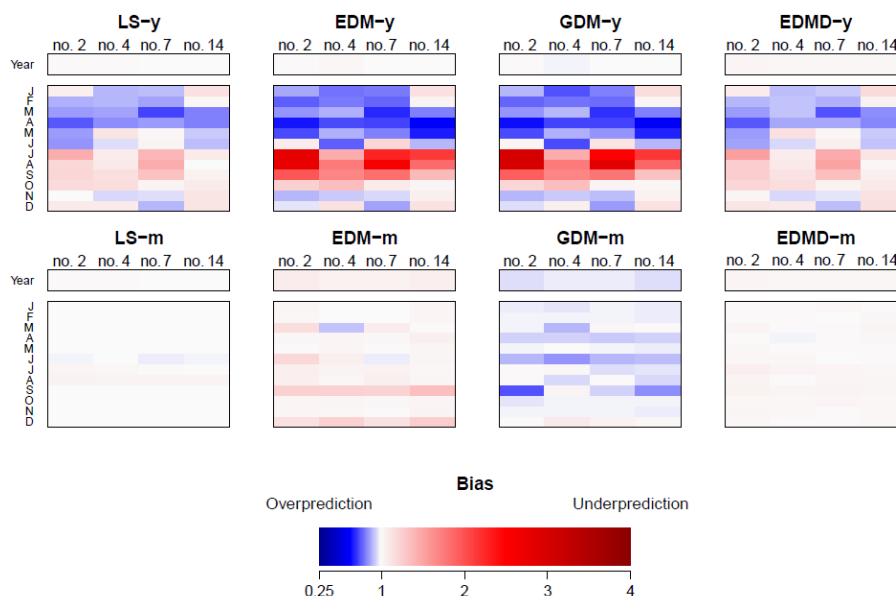 LS−y EDM−y GDM−y EDMD−y
no. 2 no. 4 no.7 no. 14 no. 2 no. 4 no.7 no. 14 no. 2 no. 4 no.7 no. 14 no. 2 no. 4 no.7 no. 14
Year
J
F
M
A
M
J
J
A
S
O
N
D
LS−m EDM−m GDM−m EDMD−m
no. 2 no. 4 no.7 no. 14 no. 2 no. 4 no.7 no. 14 no. 2 no. 4 no.7 no. 14 no. 2 no. 4 no.7 no. 14
Year
J
F
M
A
M
J
J
A
S
O
N
D
Bias
Overprediction Underprediction
0.25 1 2 3 4